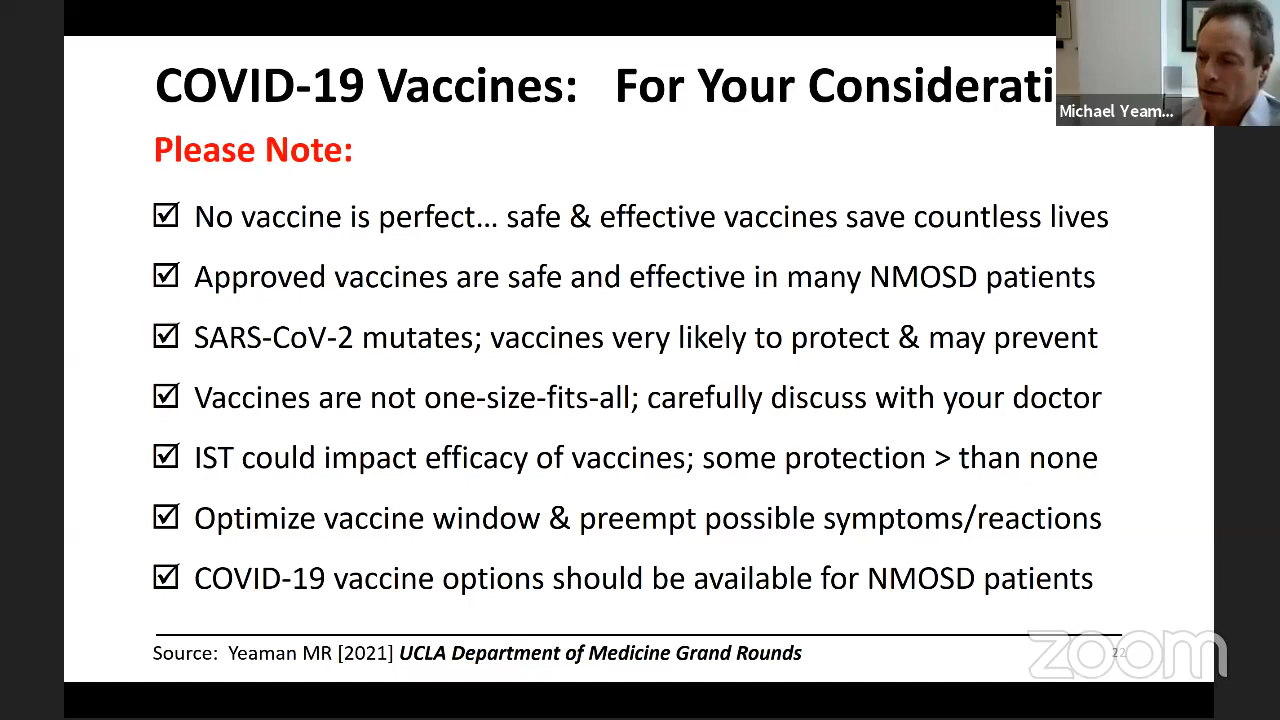 COVID-19 Vaccines: For Your Considerati
Michael Yeam...
Please Note:
☑ No vaccine is perfect... safe & effective vaccines save countless lives
☑ Approved vaccines are safe and effective in many NMOSD patients
☑ SARS-CoV-2 mutates; vaccines very likely to protect & may prevent
☑ Vaccines are not one-size-fits-all; carefully discuss with your doctor
☑ IST could impact efficacy of vaccines; some protection > than none
☑ Optimize vaccine window & preempt possible symptoms/reactions
☑ COVID-19 vaccine options should be available for NMOSD patients
Source: Yeaman MR [2021] UCLA Department of Medicine Grand Rounds
22
zoom